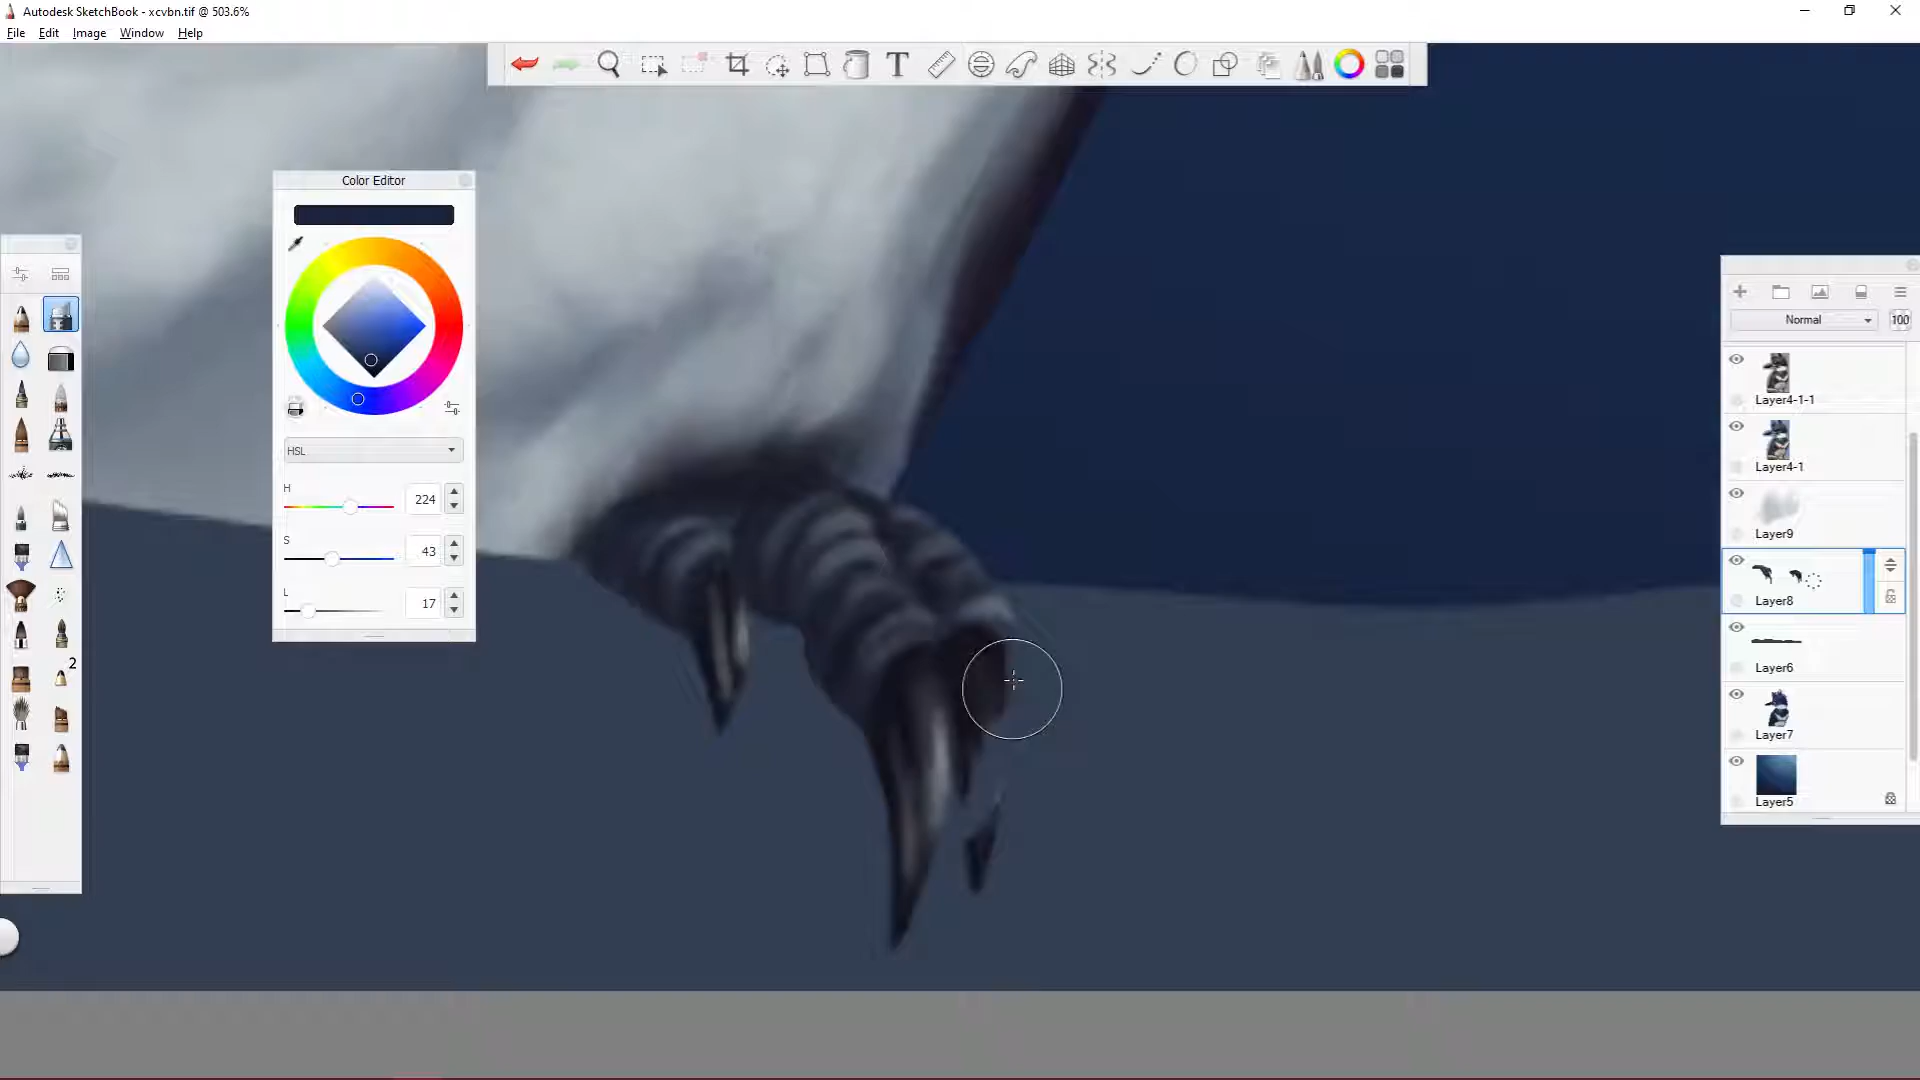 Autodesk SketchBook - xcvbn.tif @ 503.6%
File Edit Image Window Help
T
Color Editor
HSL
H
224
S
43
L
17
2
Normal
100
Layer4-1-1
Layer4-1
Layer9
Layer8
Layer6
Layer7
Layer5